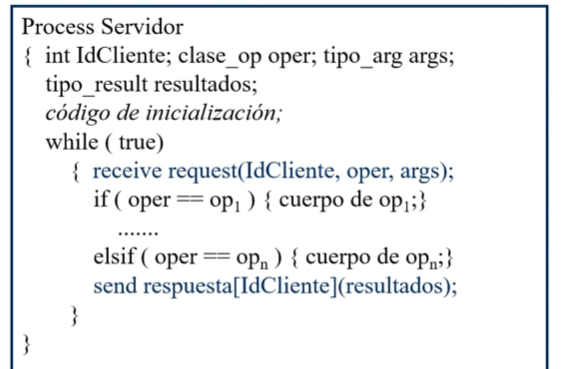 Process Servidor
{ int IdCliente; clase_op oper; tipo_arg args;
tipo_result resultados;
código de inicialización;
while ( true)
{ receive request(IdCliente, oper, args);
if ( oper == op₁ ) { cuerpo de op₁;}
.......
elsif ( oper == opₙ ) { cuerpo de opₙ;}
send respuesta[IdCliente](resultados);
}
}